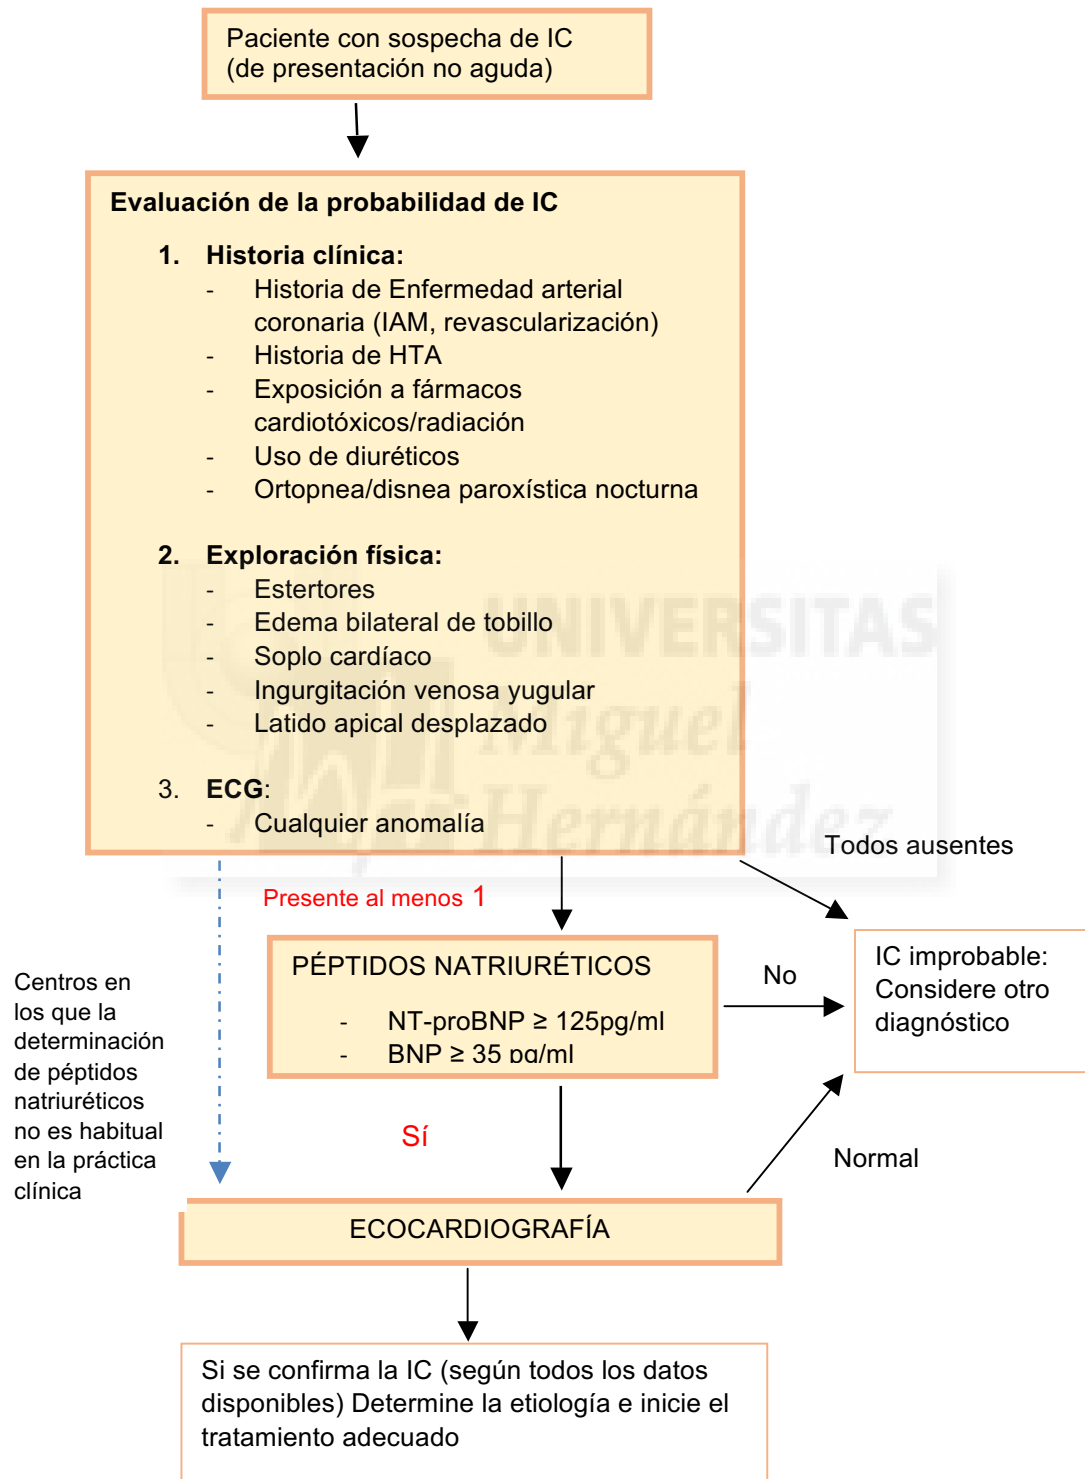 Paciente con sospecha de IC
(de presentación no aguda)
Evaluación de la probabilidad de IC
1. Historia clínica:
- Historia de Enfermedad arterial
coronaria (IAM, revascularización)
- Historia de HTA
- Exposición a fármacos
cardiotóxicos/radiación
- Uso de diuréticos
- Ortopnea/disnea paroxística nocturna
2. Exploración física:
- Estertores
- Edema bilateral de tobillo
- Soplo cardíaco
- Ingurgitación venosa yugular
- Latido apical desplazado
3. ECG:
- Cualquier anomalía
UNIVERSITAS
Miguel
Hernández
Todos ausentes
Presente al menos 1
PÉPTIDOS NATRIURÉTICOS
- NT-proBNP ≥ 125pg/ml
- BNP ≥ 35 pg/ml
No
IC improbable:
Considere otro
diagnóstico
Centros en
los que la
determinación
de péptidos
natriuréticos
no es habitual
en la práctica
clínica
Sí
Normal
ECOCARDIOGRAFÍA
Si se confirma la IC (según todos los datos
disponibles) Determine la etiología e inicie el
tratamiento adecuado